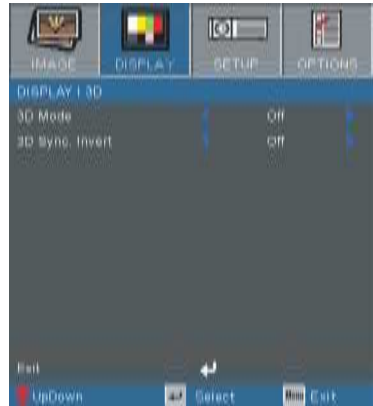 IMAGE DISPLAY SETUP OPTIONS
DISPLAY | 3D
3D Mode Off
3D Sync. Invert Off
Exit
UpDown Select Menu Exit